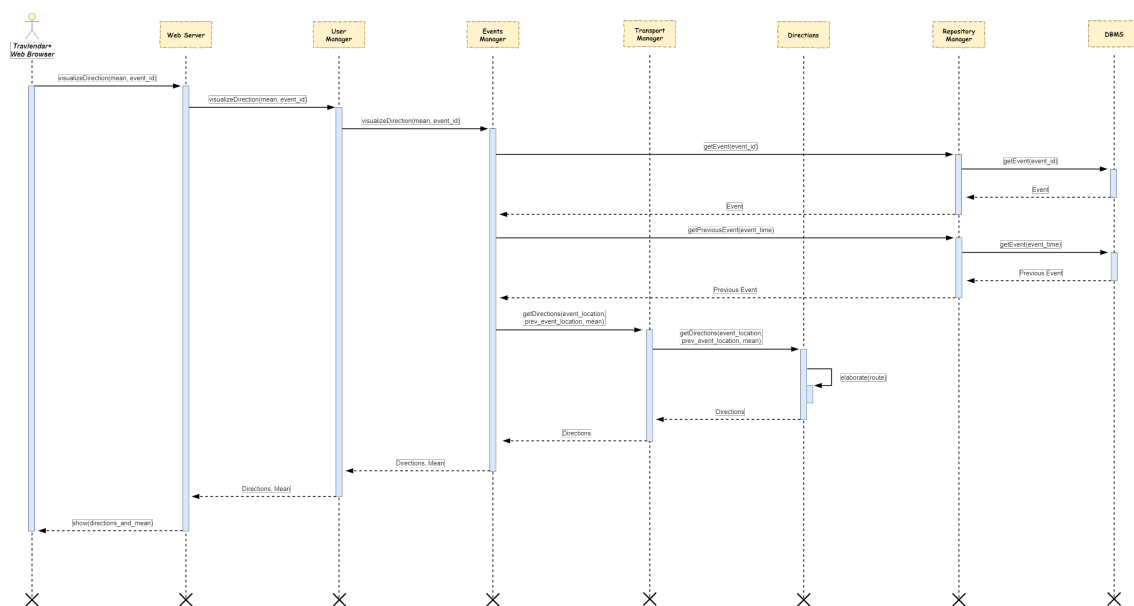 Travlendar+
Web Browser
Web Server
User
Manager
Events
Manager
Transport
Manager
Directions
Repository
Manager
DBMS
visualizeDirection(mean, event_id)
visualizeDirection(mean, event_id)
visualizeDirection(mean, event_id)
getEvent(event_id)
getEvent(event_id)
Event
Event
getPreviousEvent(event_time)
getEvent(event_time)
Previous Event
Previous Event
getDirections(event_location,
prev_event_location, mean)
getDirections(event_location,
prev_event_location, mean)
elaborate(route)
Directions
Directions
Directions, Mean
Directions, Mean
show(directions_and_mean)